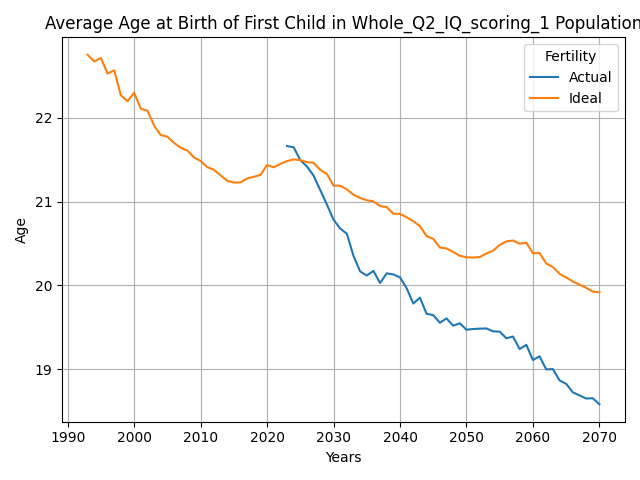 Average Age at Birth of First Child in Whole_Q2_IQ_scoring_1 Population
Fertility
Actual
Ideal
Age
22
21
20
19
1990 2000 2010 2020 2030 2040 2050 2060 2070
Years